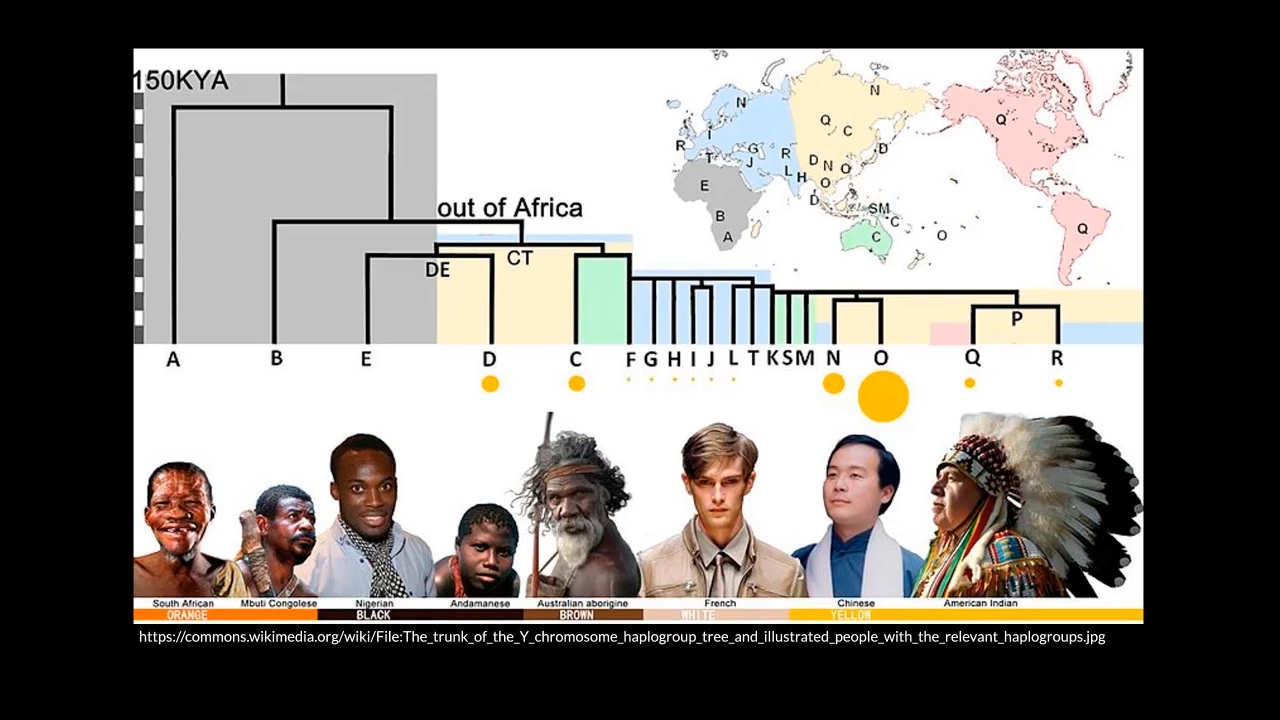 150KYA
out of Africa
CT
DE
P
A B E D C F G H I J L T K S M N O Q R
N
N
Q
Q
C
I
R
D
G
R
T
J
D
N
O
L
H
E
O
D
SM
B
C
A
C
O
Q
South African Mbuti Congolese Nigerian Andamanese Australian aborigine French Chinese American Indian
ORANGE BLACK BROWN WHITE YELLOW
https://commons.wikimedia.org/wiki/File:The_trunk_of_the_Y_chromosome_haplogroup_tree_and_illustrated_people_with_the_relevant_haplogroups.jpg